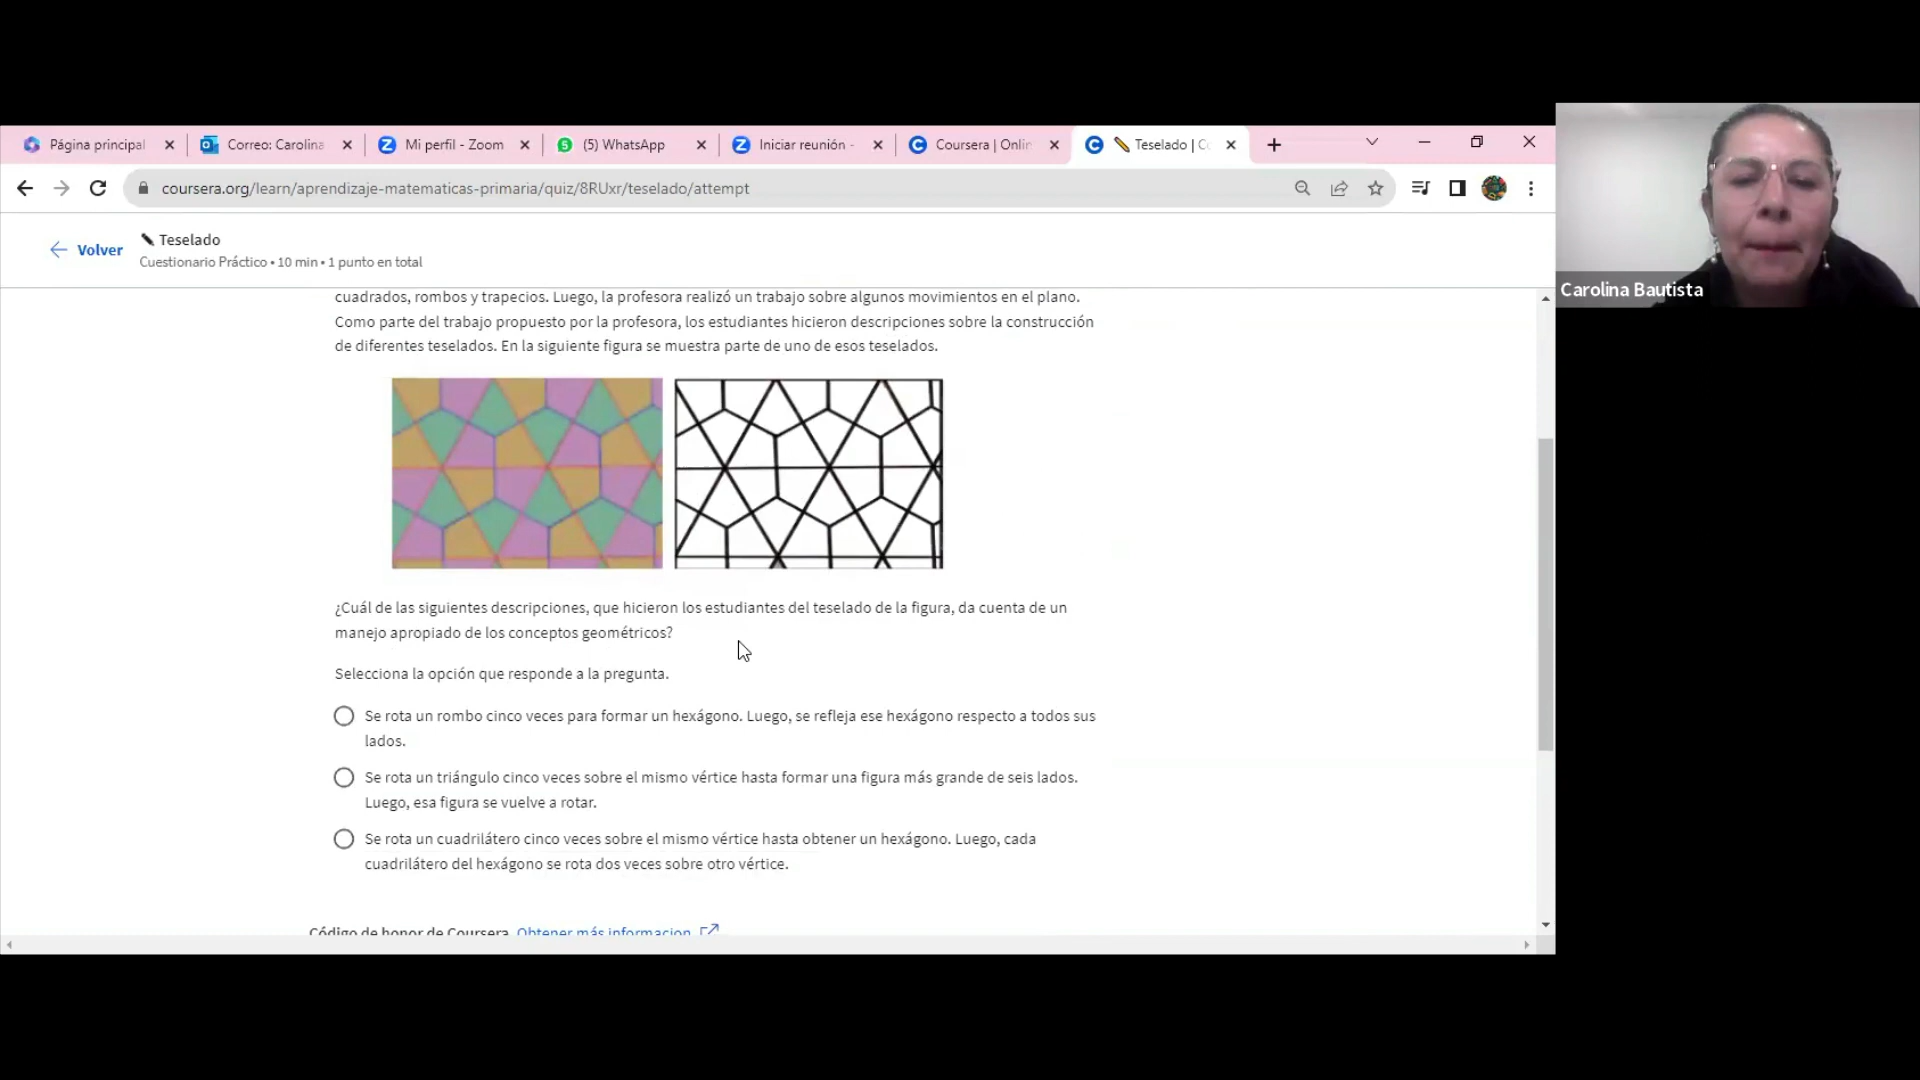 Página principal
Correo: Carolina
Mi perfil - Zoom
(5) WhatsApp
Iniciar reunión -
Coursera | Onlin
Teselado | Co
coursera.org/learn/aprendizaje-matematicas-primaria/quiz/8RUxr/teselado/attempt
Volver
Teselado
Cuestionario Práctico • 10 min • 1 punto en total
cuadrados, rombos y trapecios. Luego, la profesora realizó un trabajo sobre algunos movimientos en el plano.
Como parte del trabajo propuesto por la profesora, los estudiantes hicieron descripciones sobre la construcción
de diferentes teselados. En la siguiente figura se muestra parte de uno de esos teselados.
¿Cuál de las siguientes descripciones, que hicieron los estudiantes del teselado de la figura, da cuenta de un
manejo apropiado de los conceptos geométricos?
Selecciona la opción que responde a la pregunta.
Se rota un rombo cinco veces para formar un hexágono. Luego, se refleja ese hexágono respecto a todos sus
lados.
Se rota un triángulo cinco veces sobre el mismo vértice hasta formar una figura más grande de seis lados.
Luego, esa figura se vuelve a rotar.
Se rota un cuadrilátero cinco veces sobre el mismo vértice hasta obtener un hexágono. Luego, cada
cuadrilátero del hexágono se rota dos veces sobre otro vértice.
Código de honor de Coursera Obtener más informacion
Carolina Bautista